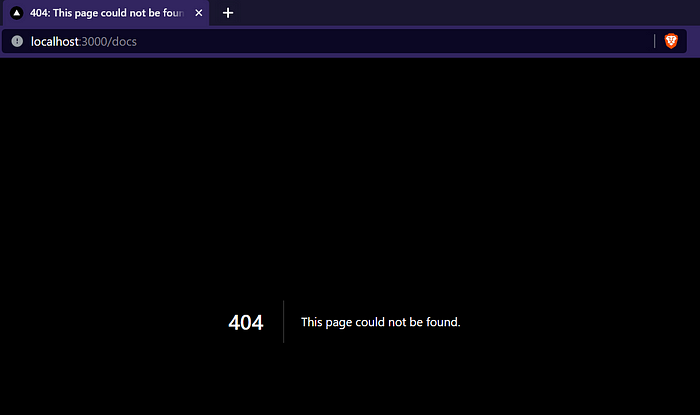 404: This page could not be foun
localhost:3000/docs
404
This page could not be found.